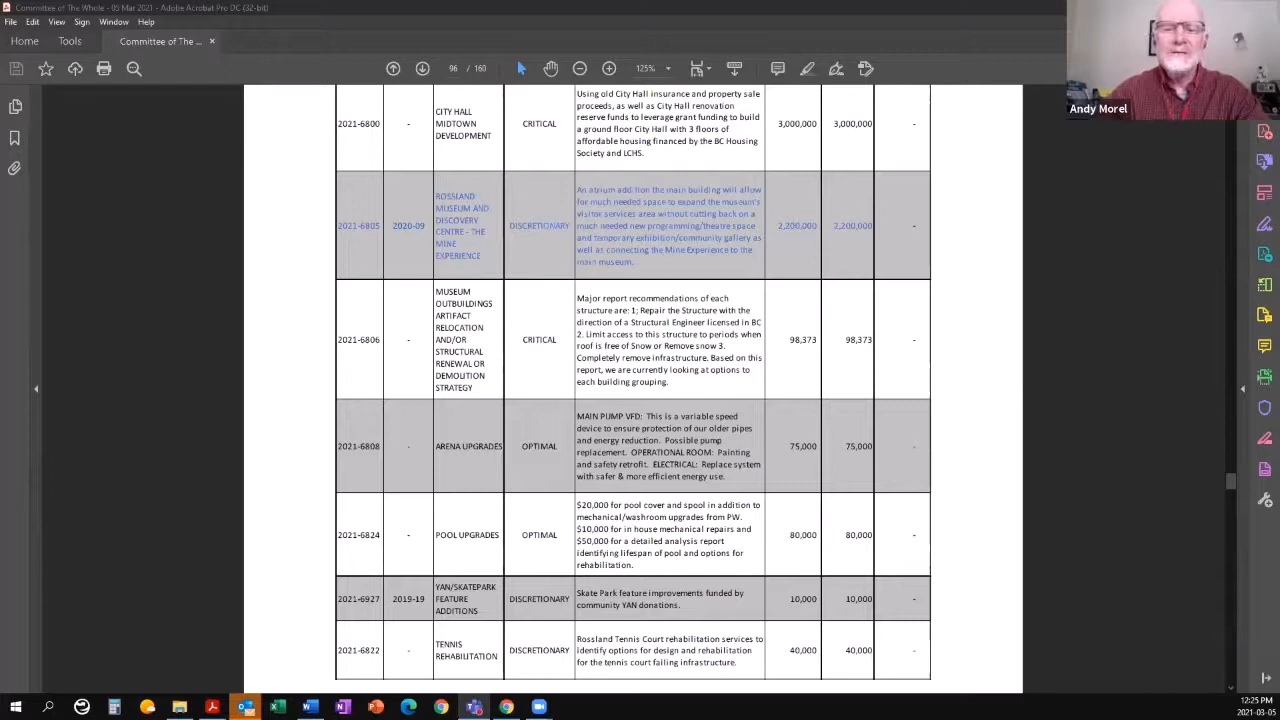 Committee of The Whole - 05 Mar 2021 - Adobe Acrobat Pro DC (32-bit)
File Edit View Sign Window Help
Home Tools Committee of The ... ×
96 / 160 125%
Andy Morel
2021-6800 - CITY HALL MIDTOWN DEVELOPMENT CRITICAL
Using old City Hall insurance and property sale
proceeds, as well as City Hall renovation
reserve funds to leverage grant funding to build
a ground floor City Hall with 3 floors of
affordable housing financed by the BC Housing
Society and LCHS.
3,000,000 3,000,000 -
2021-6805 2020-09 ROSSLAND MUSEUM AND DISCOVERY CENTRE - THE MINE EXPERIENCE DISCRETIONARY
An atrium addition the main building will allow
for much needed space to expand the museum's
visitor services area without cutting back on a
much needed new programming/theatre space
and temporary exhibition/community gallery as
well as connecting the Mine Experience to the
main museum.
2,200,000 2,200,000 -
2021-6806 - MUSEUM OUTBUILDINGS ARTIFACT RELOCATION AND/OR STRUCTURAL RENEWAL OR DEMOLITION STRATEGY CRITICAL
Major report recommendations of each
structure are: 1; Repair the Structure with the
direction of a Structural Engineer licensed in BC
2. Limit access to this structure to periods when
roof is free of Snow or Remove snow 3.
Completely remove infrastructure. Based on this
report, we are currently looking at options to
each building grouping.
98,373 98,373 -
2021-6808 - ARENA UPGRADES OPTIMAL
MAIN PUMP VFD: This is a variable speed
device to ensure protection of our older pipes
and energy reduction. Possible pump
replacement. OPERATIONAL ROOM: Painting
and safety retrofit. ELECTRICAL: Replace system
with safer & more efficient energy use.
75,000 75,000 -
2021-6824 - POOL UPGRADES OPTIMAL
$20,000 for pool cover and spool in addition to
mechanical/washroom upgrades from PW.
$10,000 for in house mechanical repairs and
$50,000 for a detailed analysis report
identifying lifespan of pool and options for
rehabilitation.
80,000 80,000 -
2021-6927 2019-19 YAN/SKATEPARK FEATURE ADDITIONS DISCRETIONARY
Skate Park feature improvements funded by
community YAN donations.
10,000 10,000 -
2021-6822 - TENNIS REHABILITATION DISCRETIONARY
Rossland Tennis Court rehabilitation services to
identify options for design and rehabilitation
for the tennis court failing infrastructure.
40,000 40,000 -
12:25 PM
2021-03-05